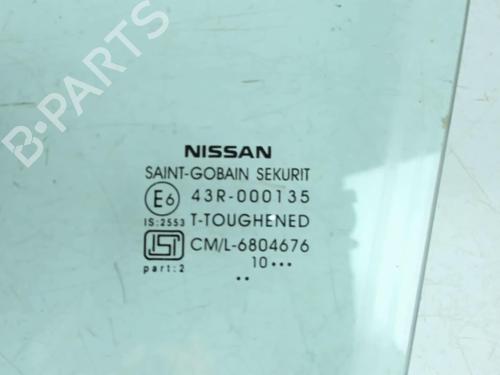 B-PARTS
NISSAN
SAINT-GOBAIN SEKURIT
E6 43R-000135
IS:2553 T-TOUGHENED
ISI CM/L-6804676
part:2 10•••
••